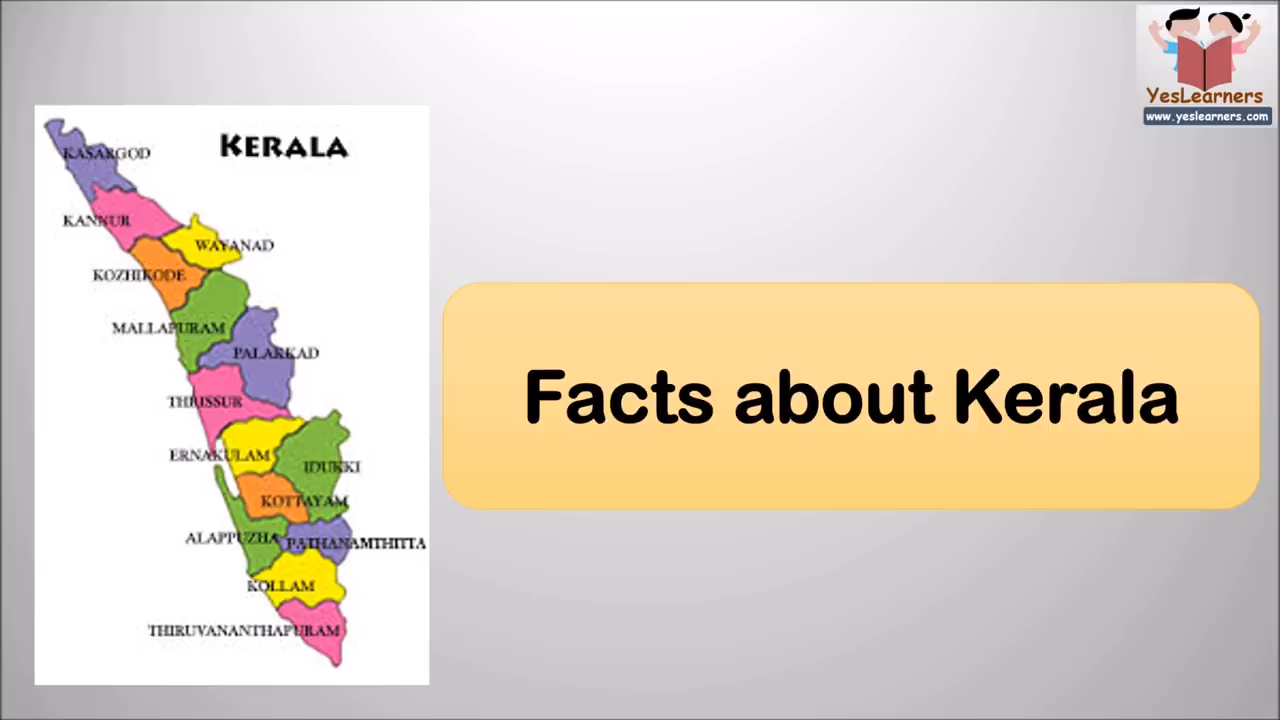 YesLearners
www.yeslearners.com
KERALA
KASARGOD
KANNUR
WAYANAD
KOZHIKODE
MALLAPURAM
PALAKKAD
THRISSUR
ERNAKULAM
IDUKKI
KOTTAYAM
ALAPPUZHA
PATHANAMTHITTA
KOLLAM
THIRUVANANTHAPURAM
Facts about Kerala